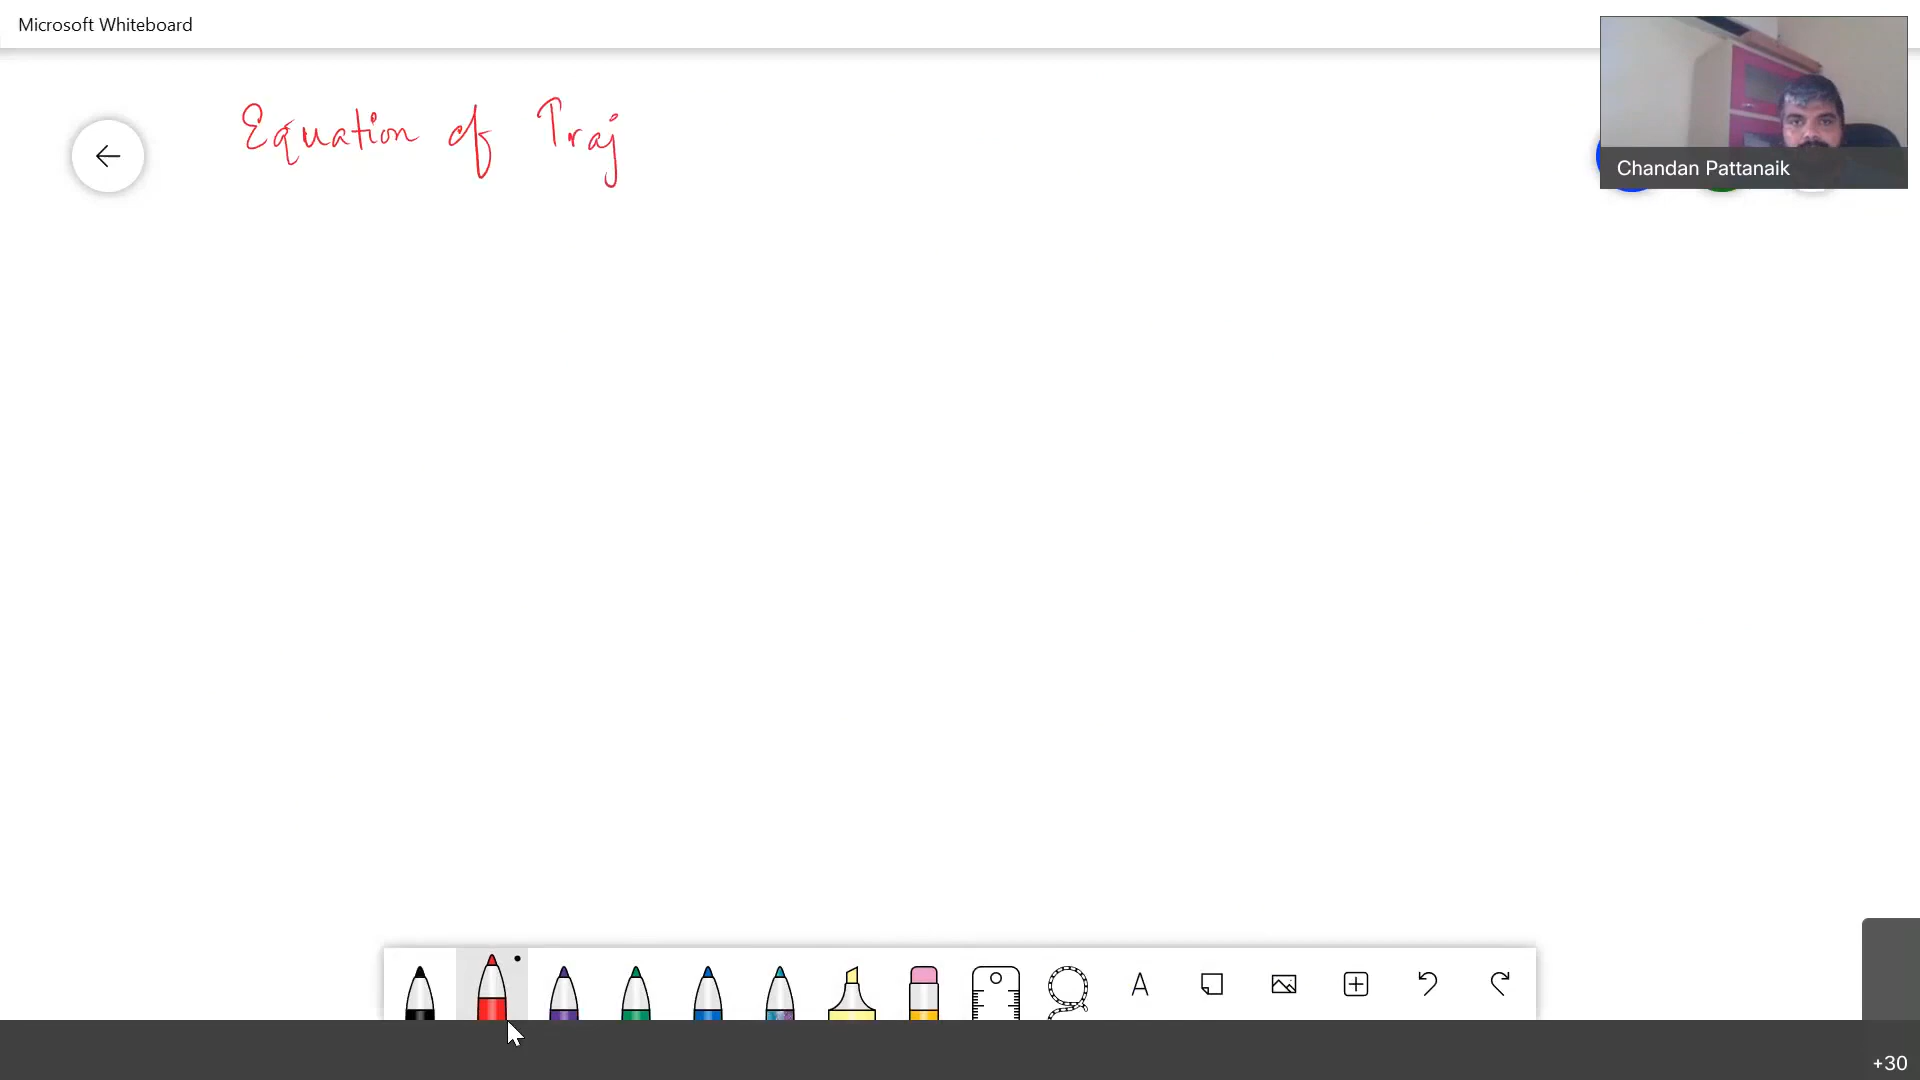 Microsoft Whiteboard
Equation of Traj
Chandan Pattanaik
A
+30